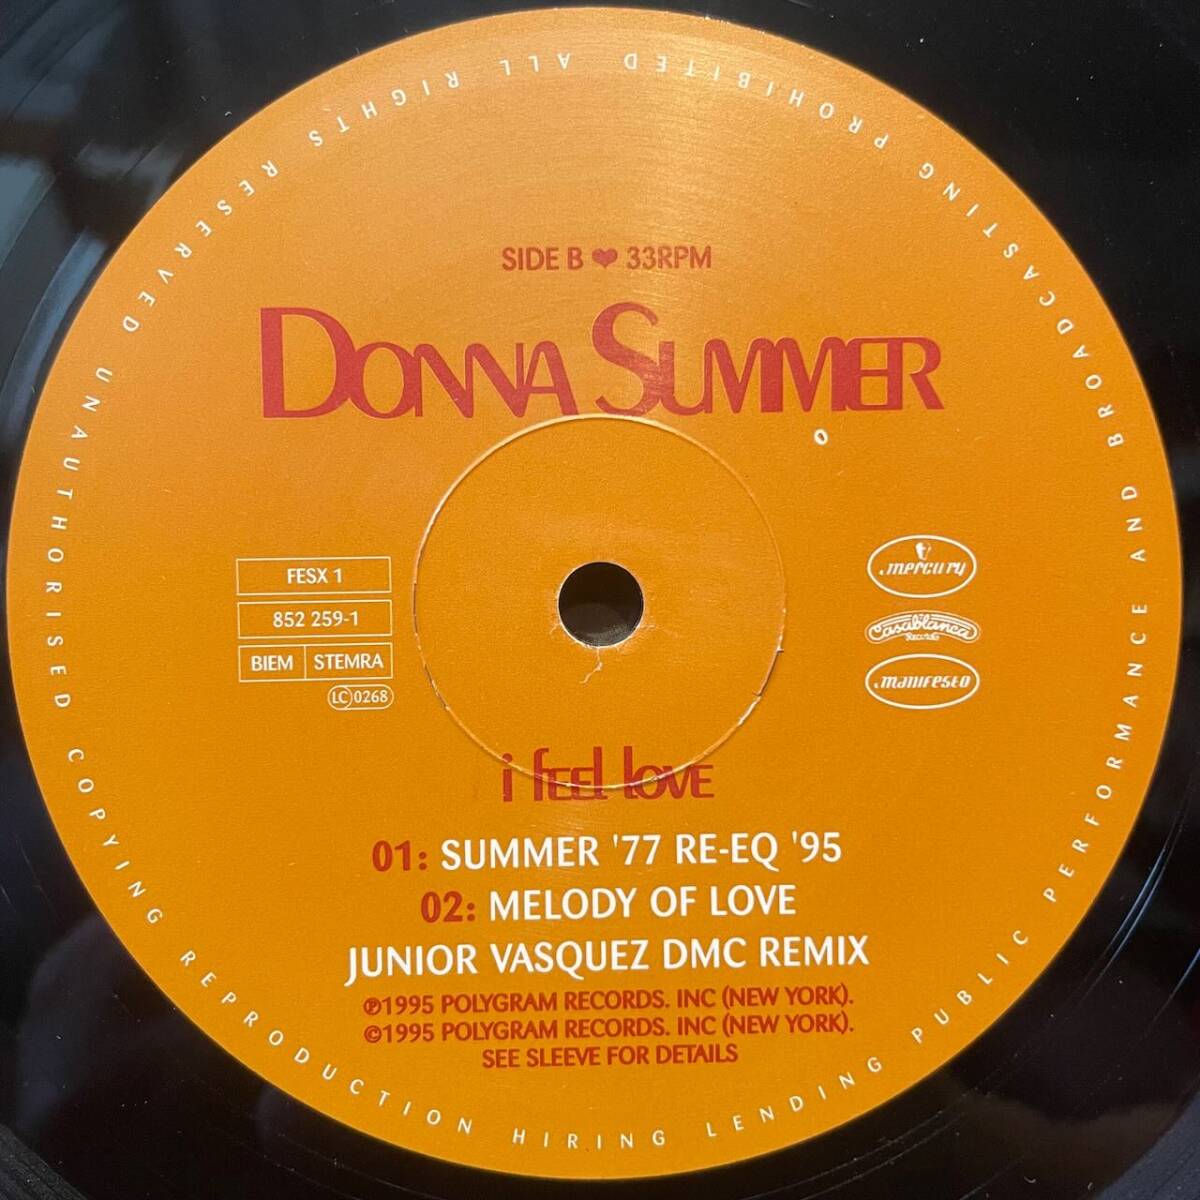 SIDE B ❤ 33RPM
DONNA SUMMER
FESX 1
852 259-1
BIEM STEMRA
LC 0268
mercury
Casablanca
Records
manifesto
i feel love
01: SUMMER '77 RE-EQ '95
02: MELODY OF LOVE
JUNIOR VASQUEZ DMC REMIX
℗1995 POLYGRAM RECORDS. INC (NEW YORK).
©1995 POLYGRAM RECORDS. INC (NEW YORK).
SEE SLEEVE FOR DETAILS
ALL RIGHTS RESERVED UNAUTHORISED COPYING REPRODUCTION HIRING LENDING PUBLIC PERFORMANCE AND BROADCASTING PROHIBITED